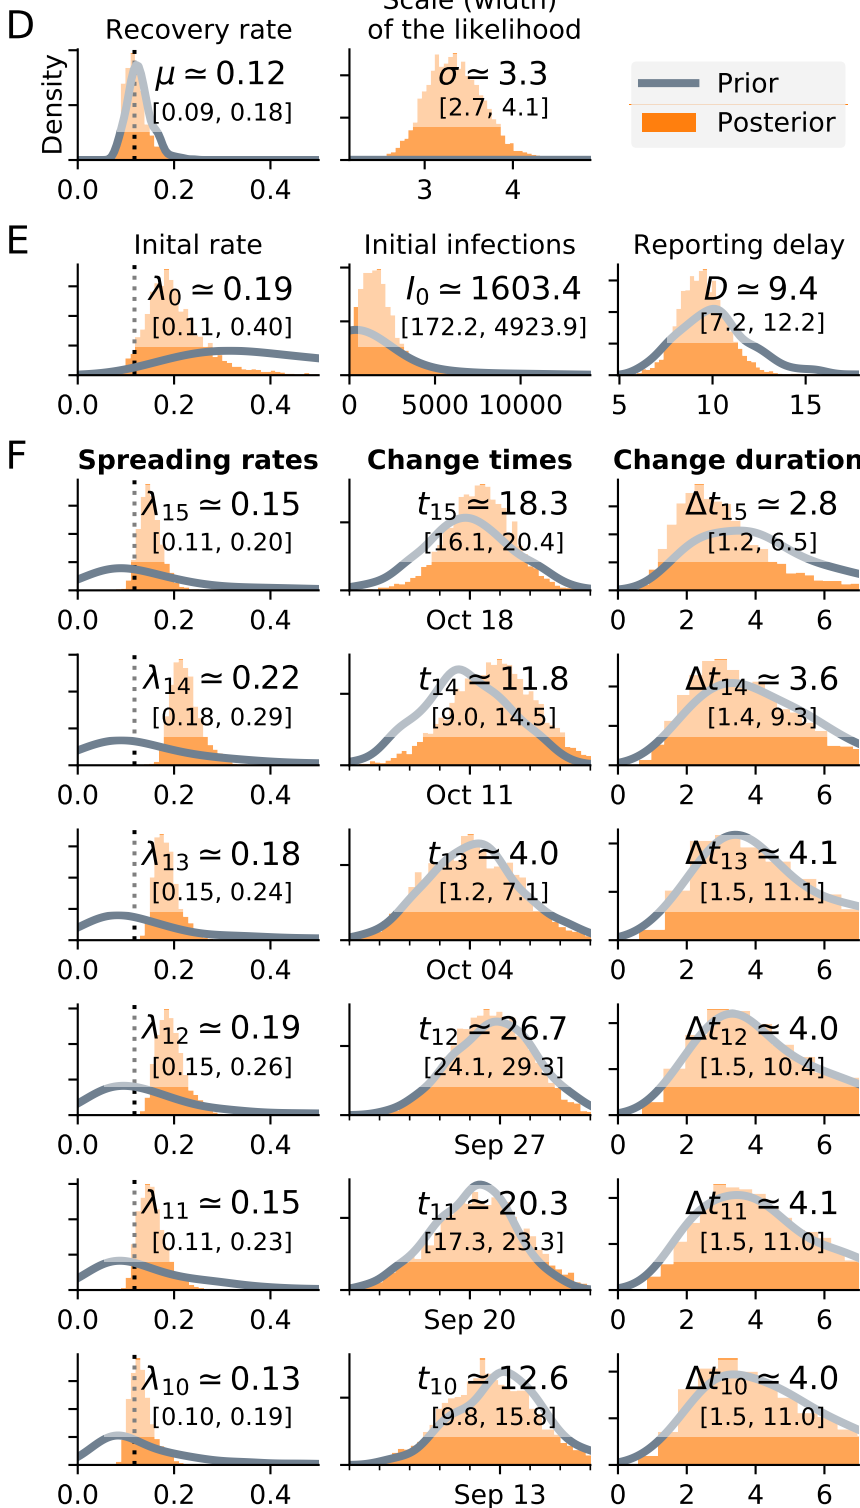 D
Recovery rate
Scale (width)
of the likelihood
Density
μ ≃ 0.12
[0.09, 0.18]
σ ≃ 3.3
[2.7, 4.1]
Prior
Posterior
0.0 0.2 0.4
3 4
E
Inital rate
Initial infections
Reporting delay
λ0 ≃ 0.19
[0.11, 0.40]
I0 ≃ 1603.4
[172.2, 4923.9]
D ≃ 9.4
[7.2, 12.2]
0.0 0.2 0.4
0 5000 10000
5 10 15
F
Spreading rates
Change times
Change duration
λ15 ≃ 0.15
[0.11, 0.20]
t15 ≃ 18.3
[16.1, 20.4]
Δt15 ≃ 2.8
[1.2, 6.5]
0.0 0.2 0.4
Oct 18
0 2 4 6
λ14 ≃ 0.22
[0.18, 0.29]
t14 ≃ 11.8
[9.0, 14.5]
Δt14 ≃ 3.6
[1.4, 9.3]
0.0 0.2 0.4
Oct 11
0 2 4 6
λ13 ≃ 0.18
[0.15, 0.24]
t13 ≃ 4.0
[1.2, 7.1]
Δt13 ≃ 4.1
[1.5, 11.1]
0.0 0.2 0.4
Oct 04
0 2 4 6
λ12 ≃ 0.19
[0.15, 0.26]
t12 ≃ 26.7
[24.1, 29.3]
Δt12 ≃ 4.0
[1.5, 10.4]
0.0 0.2 0.4
Sep 27
0 2 4 6
λ11 ≃ 0.15
[0.11, 0.23]
t11 ≃ 20.3
[17.3, 23.3]
Δt11 ≃ 4.1
[1.5, 11.0]
0.0 0.2 0.4
Sep 20
0 2 4 6
λ10 ≃ 0.13
[0.10, 0.19]
t10 ≃ 12.6
[9.8, 15.8]
Δt10 ≃ 4.0
[1.5, 11.0]
0.0 0.2 0.4
Sep 13
0 2 4 6